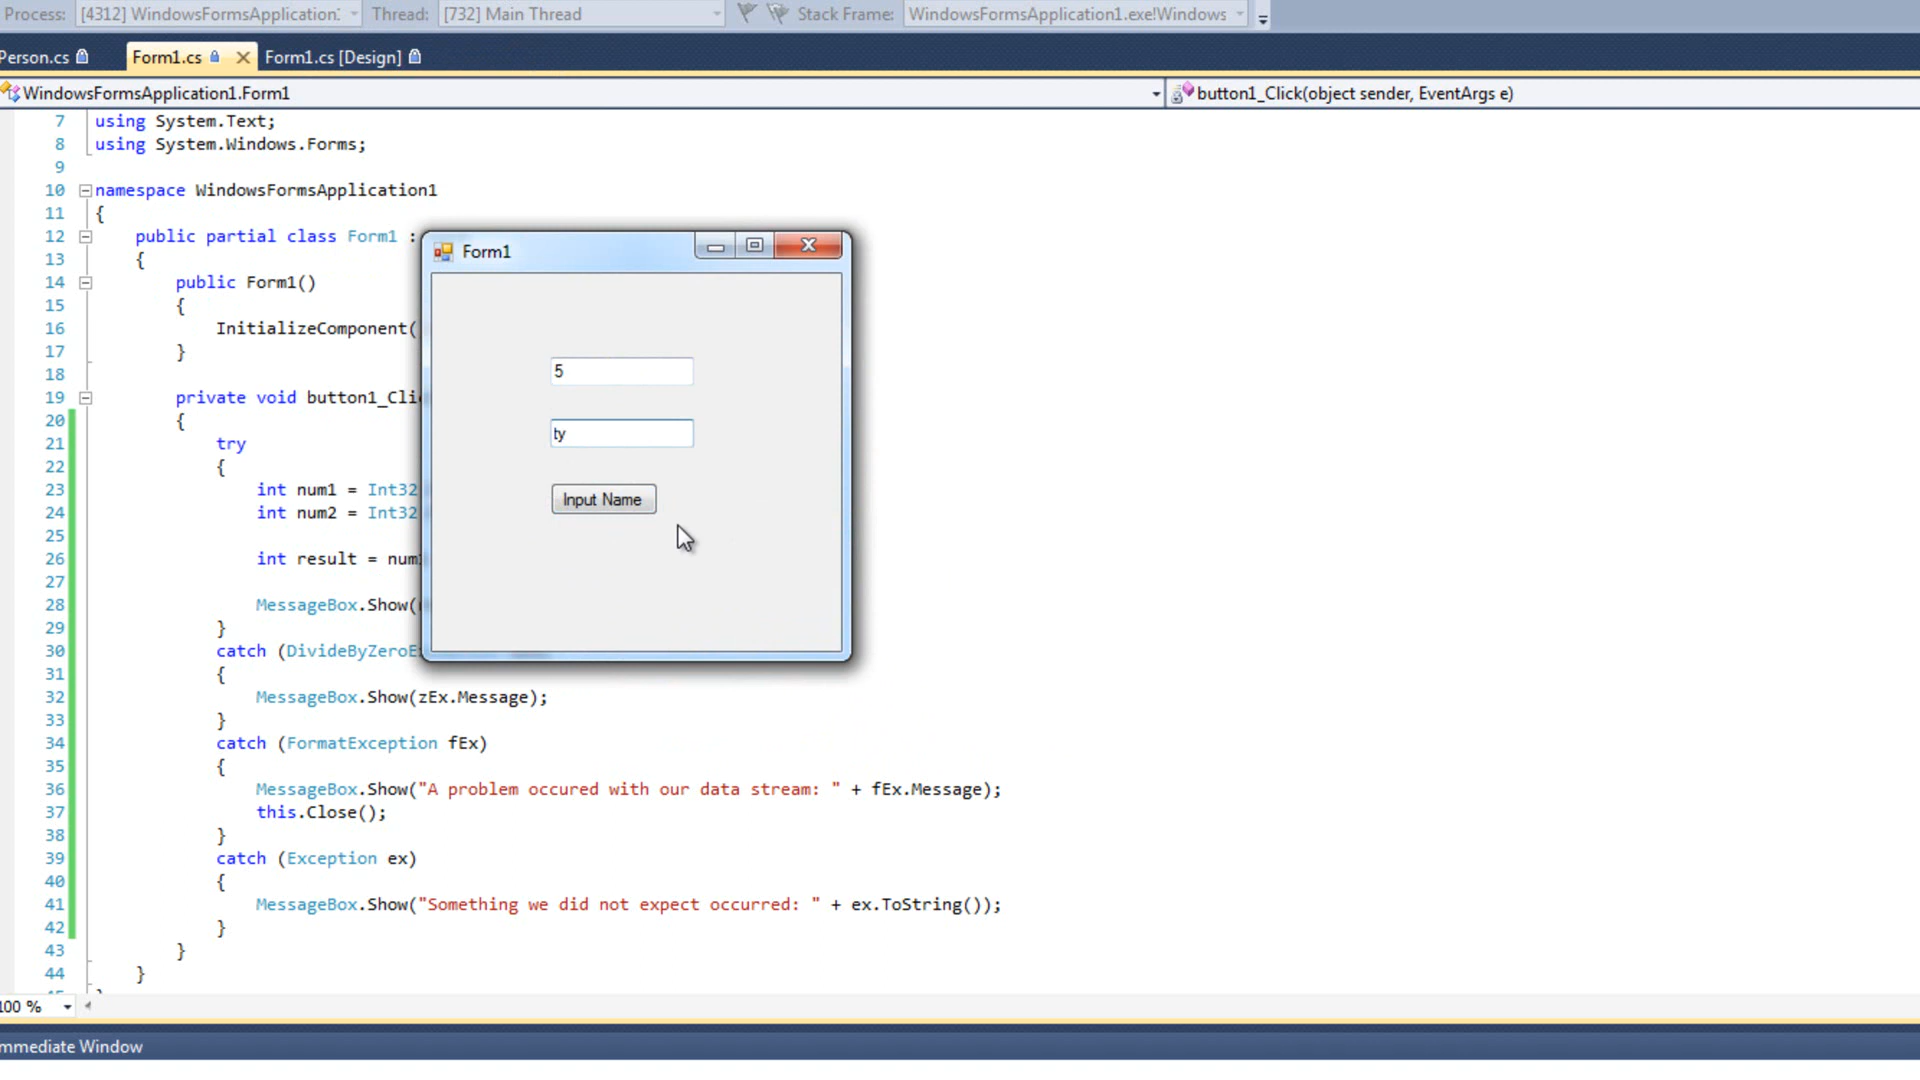 Process: [4312] WindowsFormsApplication: Thread: [732] Main Thread Stack Frame: WindowsFormsApplication1.exe!Windows
Person.cs Form1.cs Form1.cs [Design]
WindowsFormsApplication1.Form1 button1_Click(object sender, EventArgs e)
7 using System.Text;
8 using System.Windows.Forms;
9
10 namespace WindowsFormsApplication1
11 {
12 public partial class Form1 :
13 {
14 public Form1()
15 {
16 InitializeComponent(
17 }
18
19 private void button1_Cli
20 {
21 try
22 {
23 int num1 = Int32
24 int num2 = Int32
25
26 int result = num
27
28 MessageBox.Show(
29 }
30 catch (DivideByZeroE
31 {
32 MessageBox.Show(zEx.Message);
33 }
34 catch (FormatException fEx)
35 {
36 MessageBox.Show("A problem occured with our data stream: " + fEx.Message);
37 this.Close();
38 }
39 catch (Exception ex)
40 {
41 MessageBox.Show("Something we did not expect occurred: " + ex.ToString());
42 }
43 }
44 }
Form1
5
ty
Input Name
100 %
mmediate Window